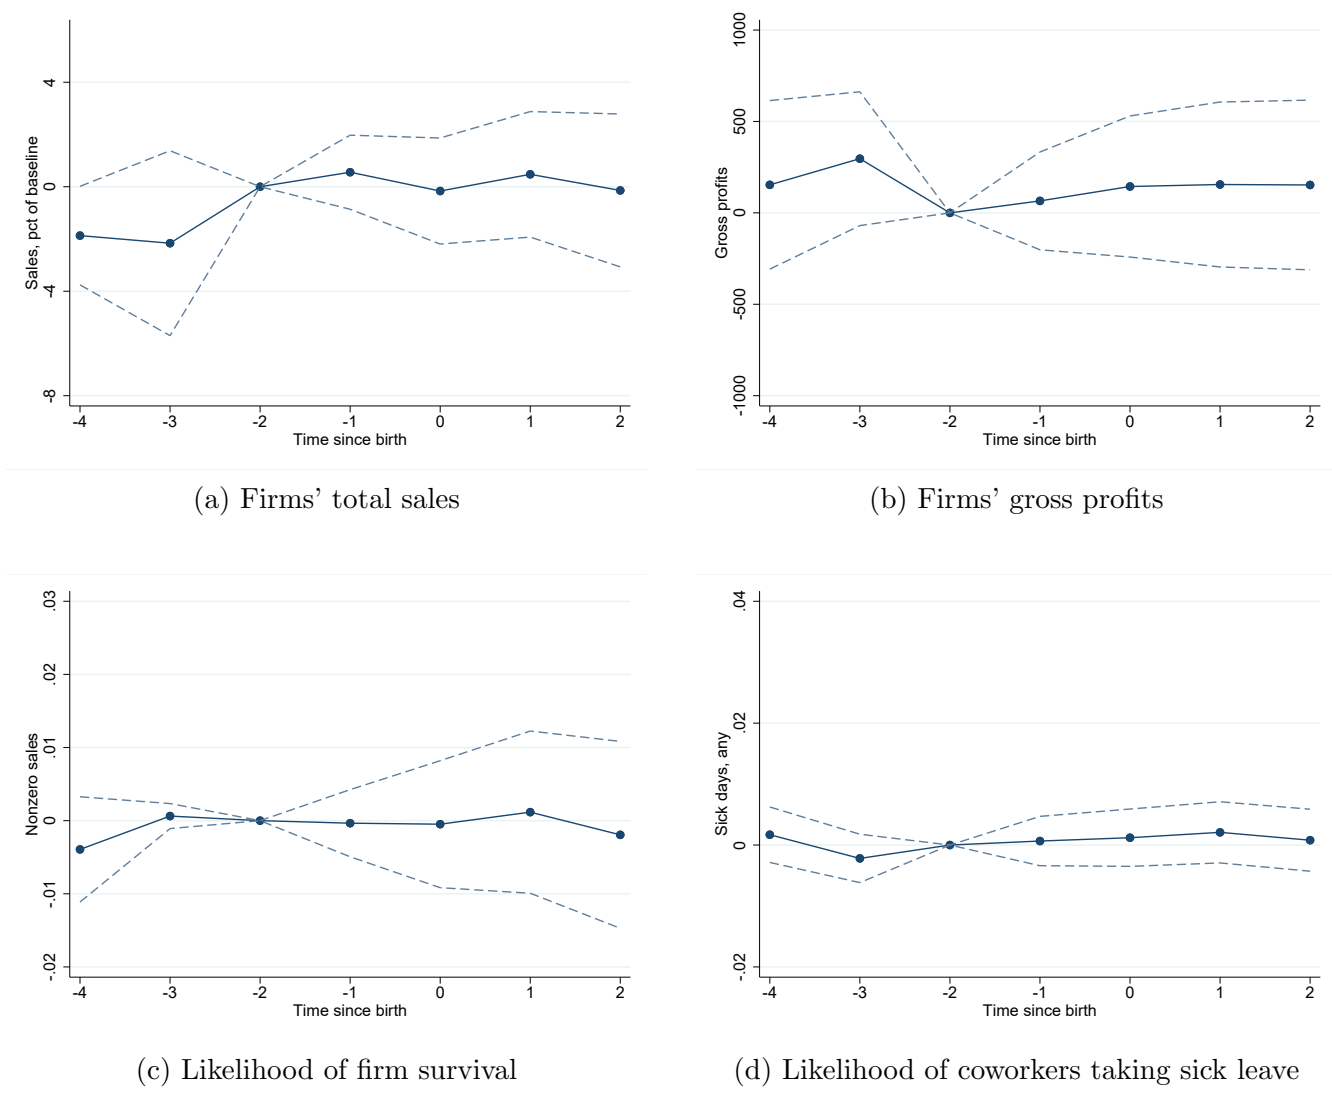 4
0
-4
-8
Sales, pct of baseline
-4 -3 -2 -1 0 1 2
Time since birth
(a) Firms' total sales
1000
500
0
-500
-1000
Gross profits
-4 -3 -2 -1 0 1 2
Time since birth
(b) Firms' gross profits
.03
.02
.01
0
-.01
-.02
Nonzero sales
-4 -3 -2 -1 0 1 2
Time since birth
(c) Likelihood of firm survival
.04
.02
0
-.02
Sick days, any
-4 -3 -2 -1 0 1 2
Time since birth
(d) Likelihood of coworkers taking sick leave